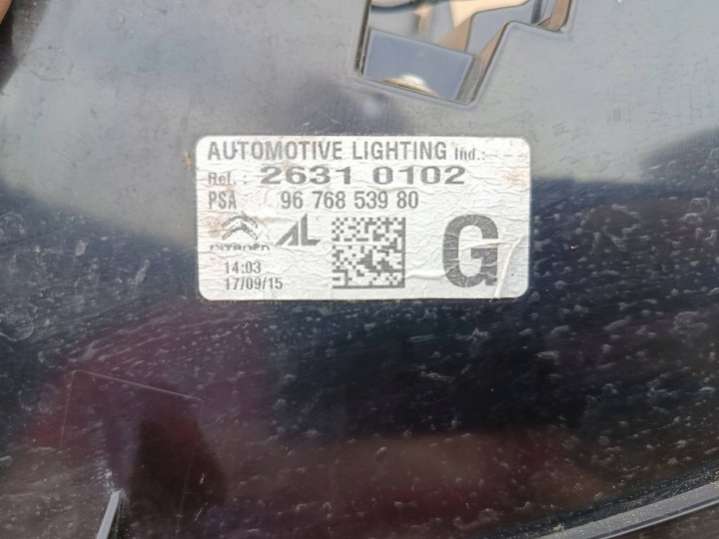 AUTOMOTIVE LIGHTING Ind.: ---
Ref.: 2631 0102
PSA 96 768 539 80
CITROËN AL G
14:03
17/09/15